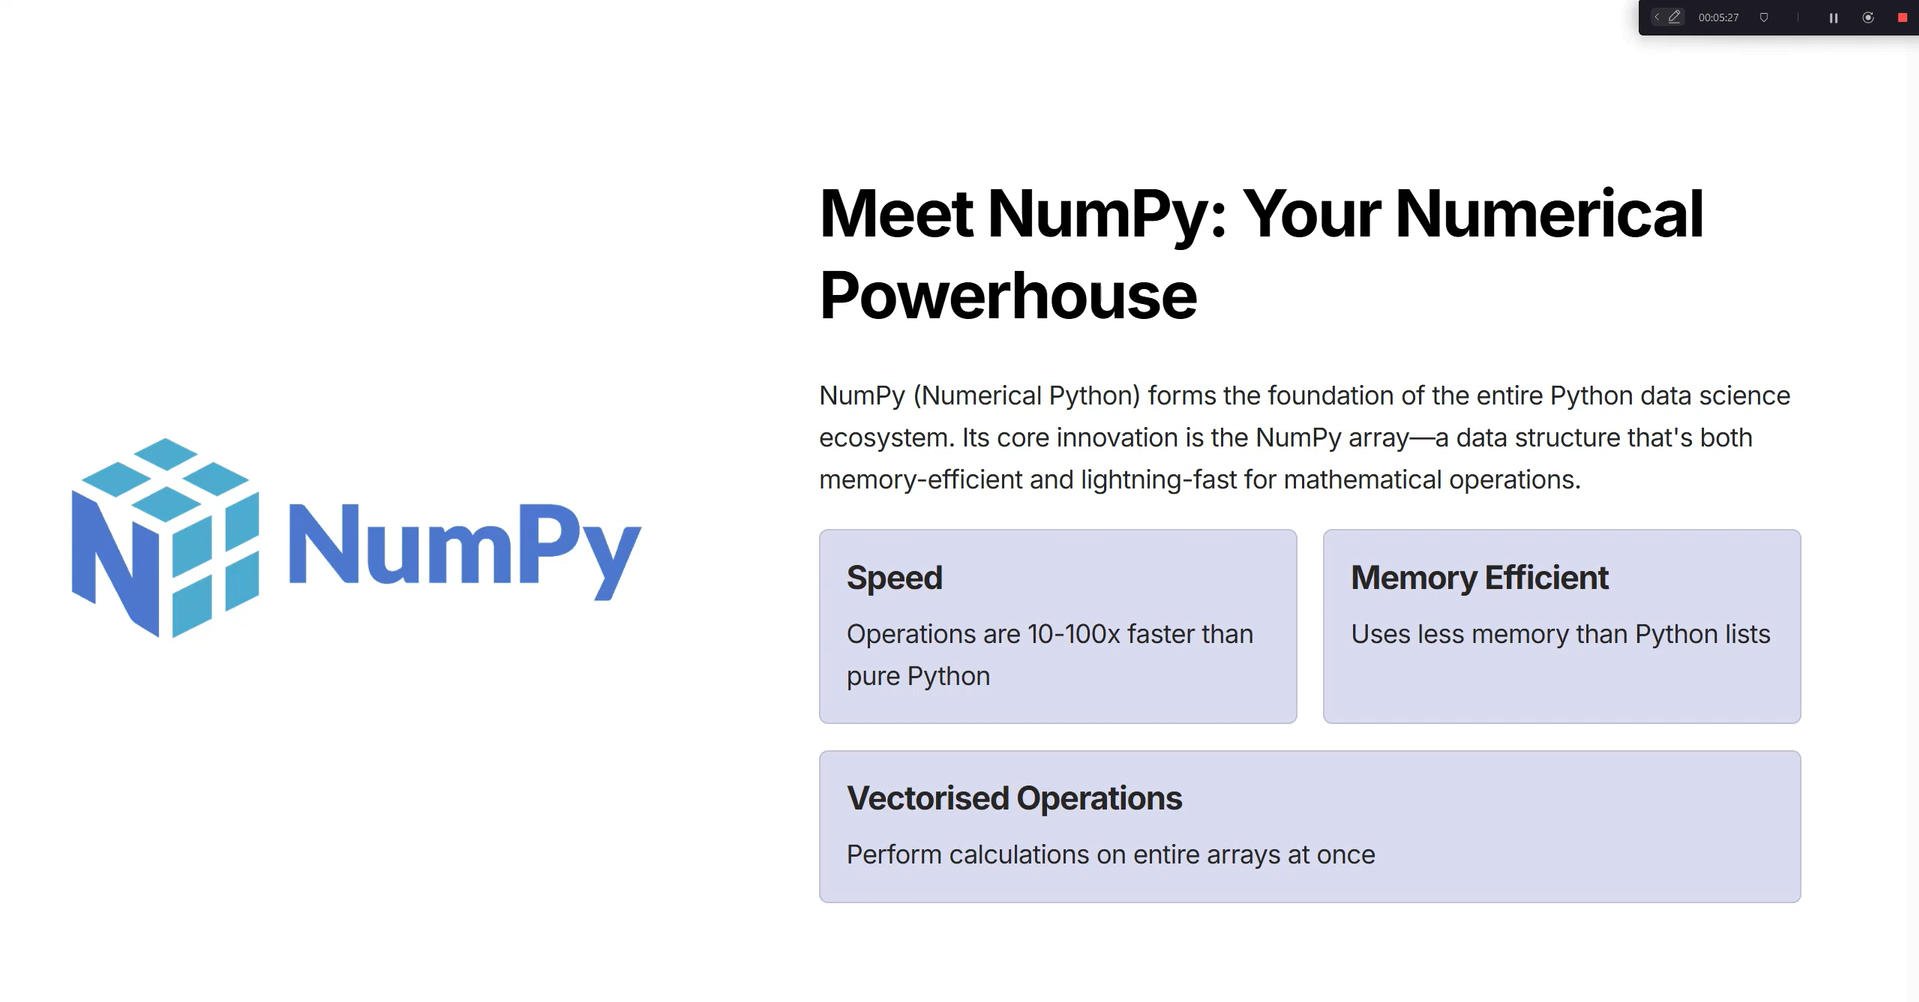 00:05:27
Meet NumPy: Your Numerical
Powerhouse
NumPy (Numerical Python) forms the foundation of the entire Python data science
ecosystem. Its core innovation is the NumPy array—a data structure that's both
memory-efficient and lightning-fast for mathematical operations.
NumPy
Speed
Operations are 10-100x faster than
pure Python
Memory Efficient
Uses less memory than Python lists
Vectorised Operations
Perform calculations on entire arrays at once